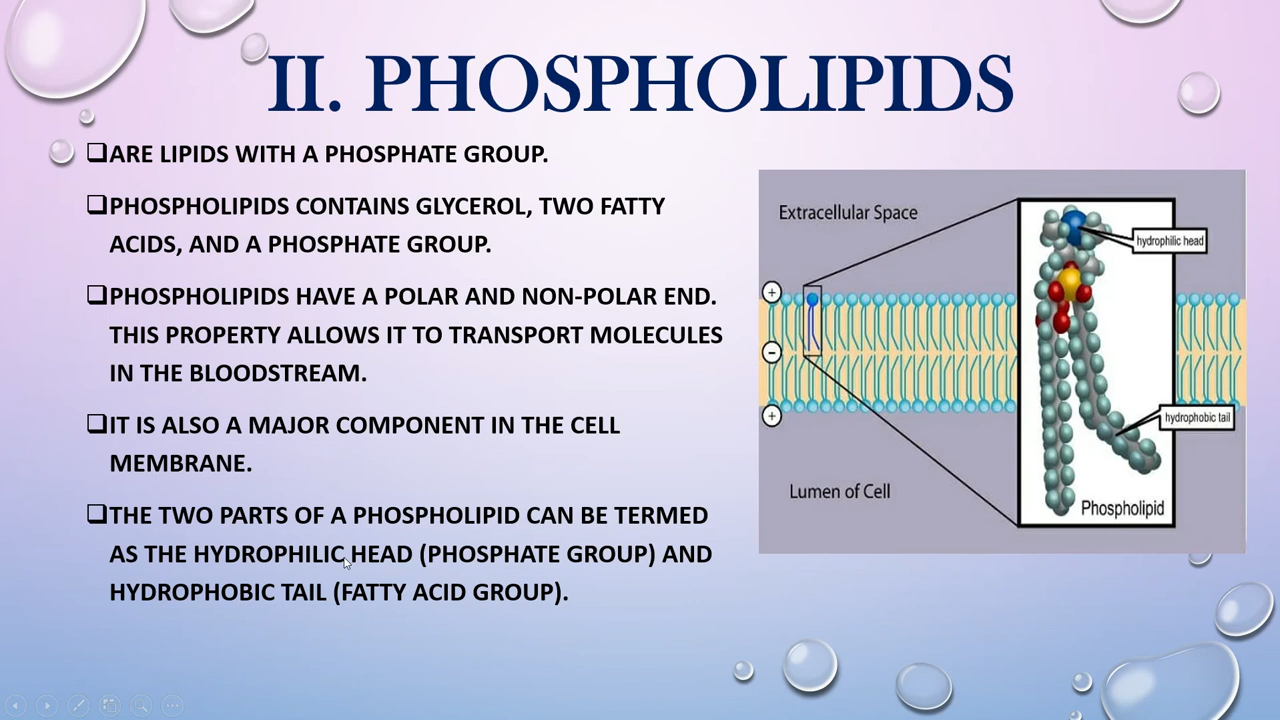 II. PHOSPHOLIPIDS
❑ARE LIPIDS WITH A PHOSPHATE GROUP.
❑PHOSPHOLIPIDS CONTAINS GLYCEROL, TWO FATTY
ACIDS, AND A PHOSPHATE GROUP.
❑PHOSPHOLIPIDS HAVE A POLAR AND NON-POLAR END.
THIS PROPERTY ALLOWS IT TO TRANSPORT MOLECULES
IN THE BLOODSTREAM.
❑IT IS ALSO A MAJOR COMPONENT IN THE CELL
MEMBRANE.
❑THE TWO PARTS OF A PHOSPHOLIPID CAN BE TERMED
AS THE HYDROPHILIC HEAD (PHOSPHATE GROUP) AND
HYDROPHOBIC TAIL (FATTY ACID GROUP).
Extracellular Space
hydrophilic head
+
−
+
hydrophobic tail
Lumen of Cell
Phospholipid